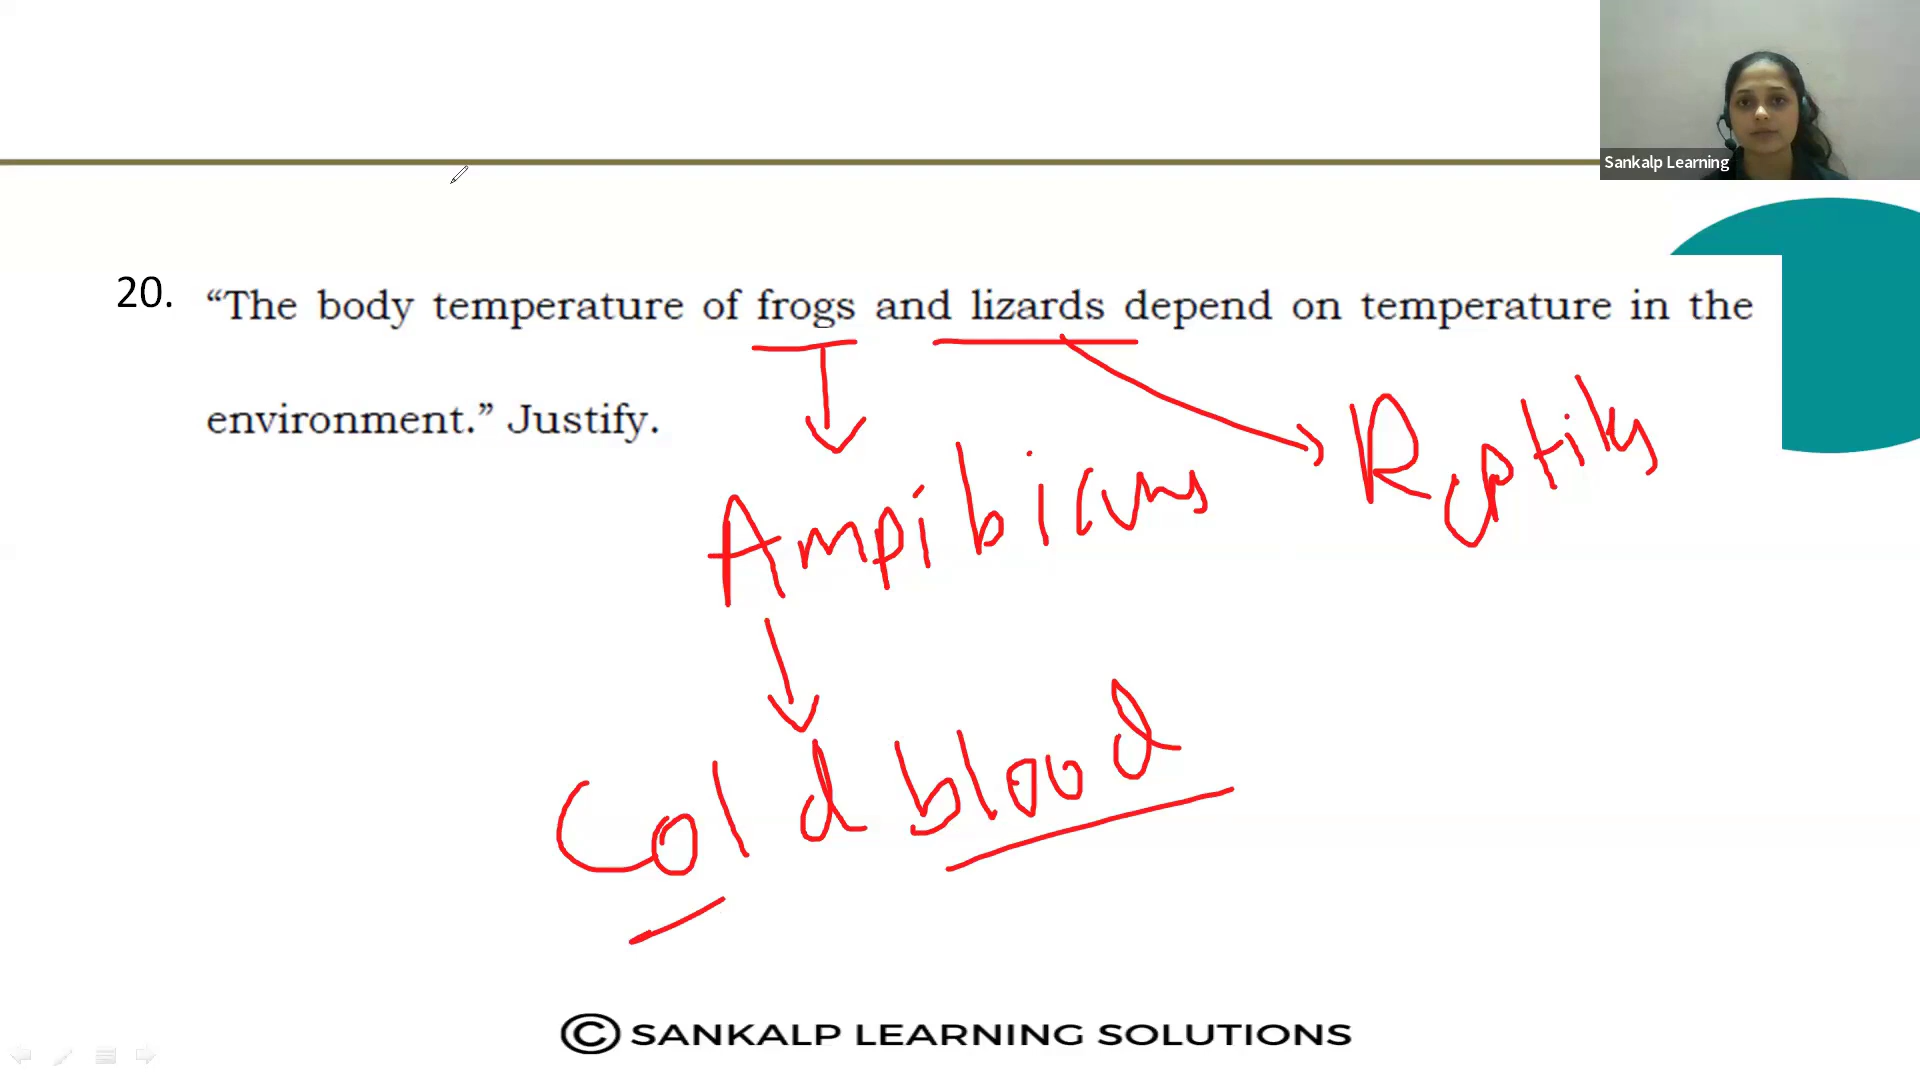 Sankalp Learning
20. “The body temperature of frogs and lizards depend on temperature in the
environment.” Justify.
Reptiles
Ampibians
Cold blood
© SANKALP LEARNING SOLUTIONS